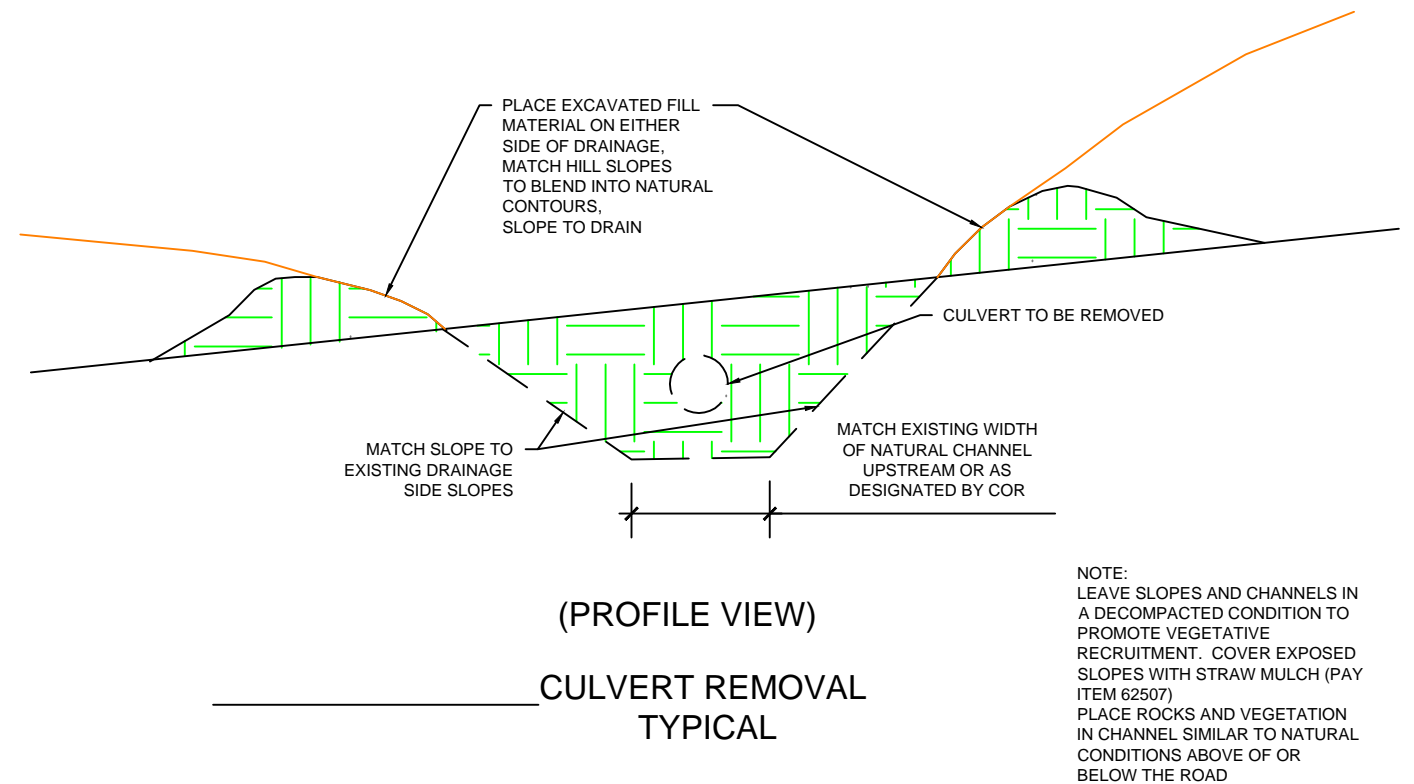 PLACE EXCAVATED FILL
MATERIAL ON EITHER
SIDE OF DRAINAGE,
MATCH HILL SLOPES
TO BLEND INTO NATURAL
CONTOURS,
SLOPE TO DRAIN
CULVERT TO BE REMOVED
MATCH SLOPE TO
EXISTING DRAINAGE
SIDE SLOPES
MATCH EXISTING WIDTH
OF NATURAL CHANNEL
UPSTREAM OR AS
DESIGNATED BY COR
(PROFILE VIEW)
CULVERT REMOVAL
TYPICAL
NOTE:
LEAVE SLOPES AND CHANNELS IN
A DECOMPACTED CONDITION TO
PROMOTE VEGETATIVE
RECRUITMENT. COVER EXPOSED
SLOPES WITH STRAW MULCH (PAY
ITEM 62507)
PLACE ROCKS AND VEGETATION
IN CHANNEL SIMILAR TO NATURAL
CONDITIONS ABOVE OF OR
BELOW THE ROAD